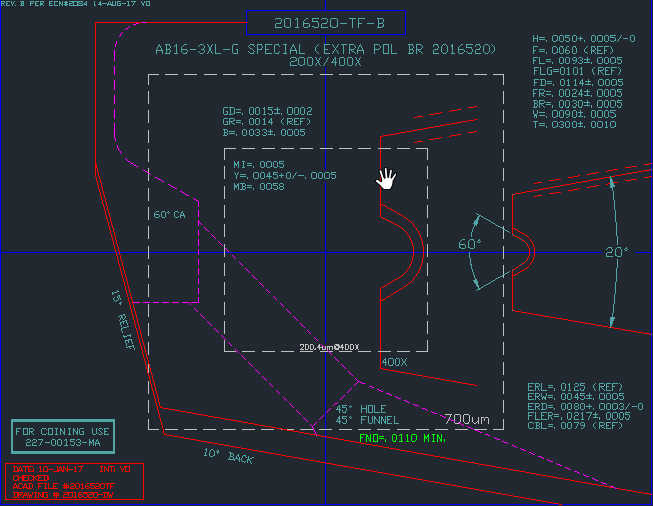 REV. B PER ECN#2024 14-AUG-17 VO
2016520-TF-B
AB16-3XL-G SPECIAL (EXTRA POL BR 2016520)
200X/400X
H=.0050+.0005/-0
F=.0060 (REF)
FL=.0093±.0005
FLG=0101 (REF)
FD=.0114±.0005
FR=.0024±.0005
BR=.0030±.0005
W=.0090±.0005
T=.0300±.0010
GD=.0015±.0002
GR=.0014 (REF)
B=.0033±.0005
MI=.0005
Y=.0045+0/-.0005
MB=.0058
60° CA
60°
20°
15° RELIEF
200.4um@400X
400X
45° HOLE
45° FUNNEL
700um
FND=.0110 MIN.
10° BACK
ERL=.0125 (REF)
ERW=.0045±.0005
ERD=.0080+.0003/-0
FLER=.0217±.0005
CBL=.0079 (REF)
FOR COINING USE
227-00153-MA
DATE: 10-JAN-17 INT: VO
CHECKED:
ACAD FILE #2016520TF
DRAWING # 2016520-DW